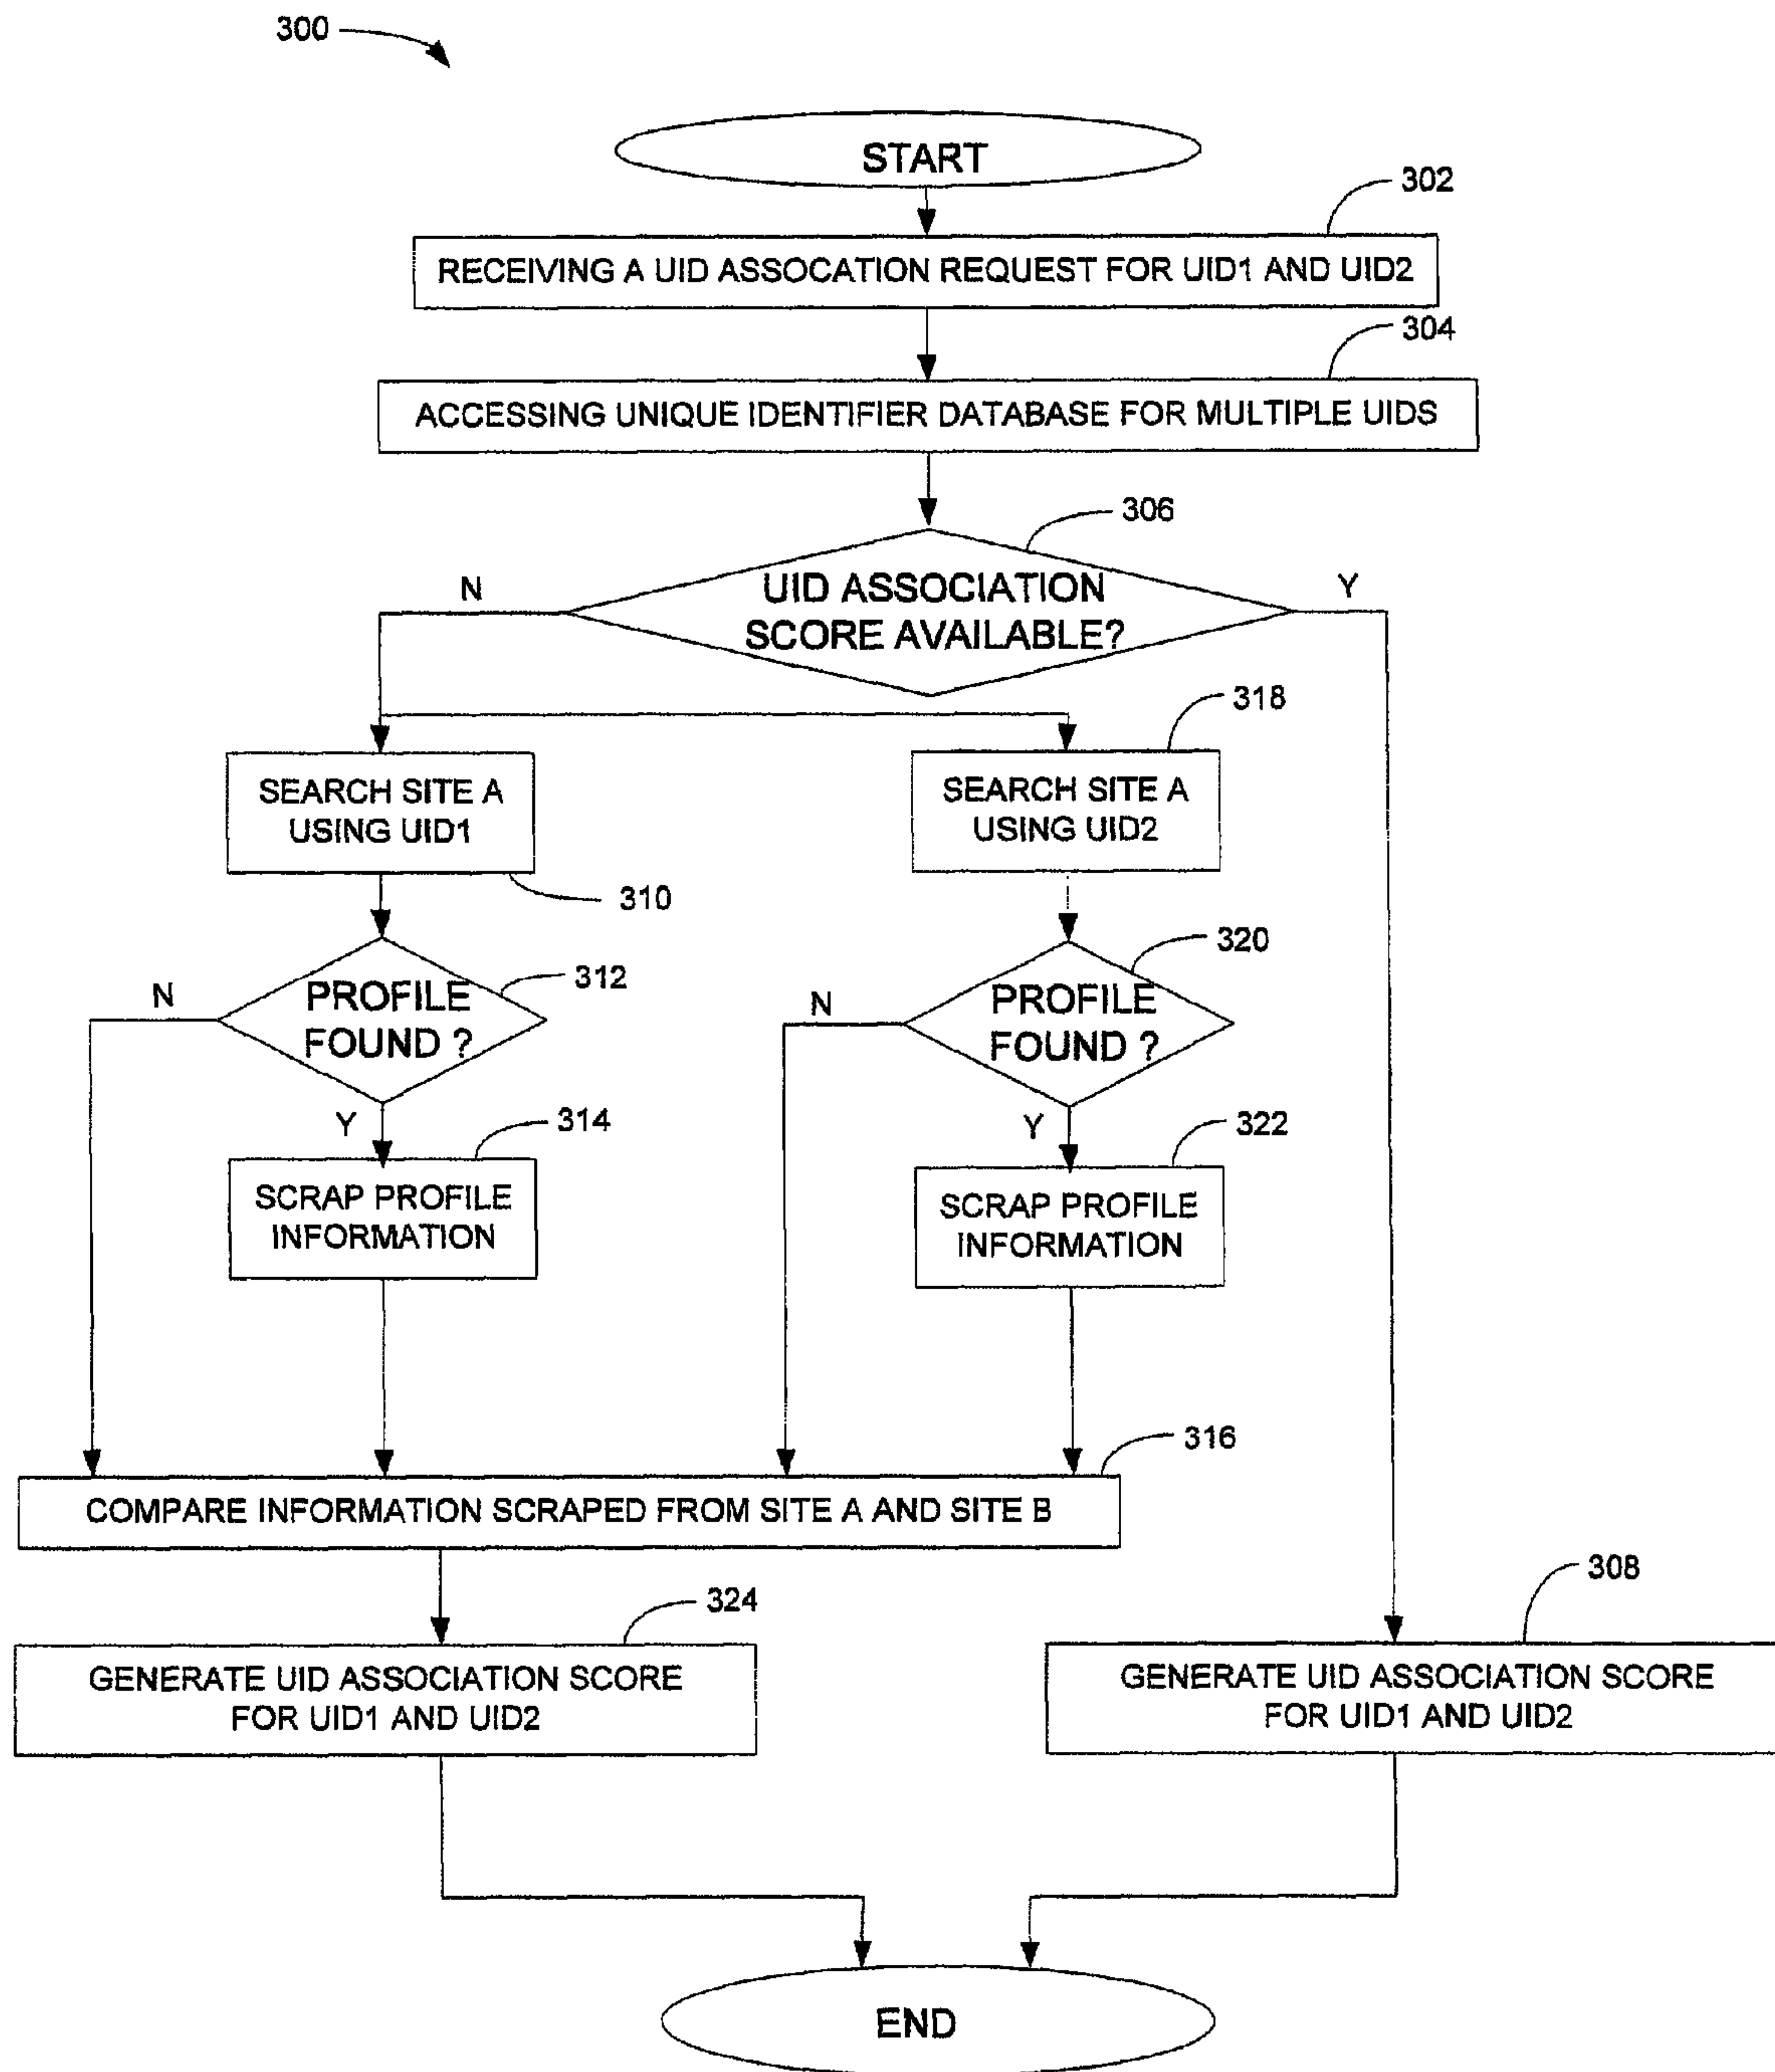 300
START
302
RECEIVING A UID ASSOCATION REQUEST FOR UID1 AND UID2
304
ACCESSING UNIQUE IDENTIFIER DATABASE FOR MULTIPLE UIDS
306
N
UID ASSOCIATION
SCORE AVAILABLE?
Y
318
SEARCH SITE A
USING UID1
SEARCH SITE A
USING UID2
310
320
312
N
PROFILE
FOUND ?
N
PROFILE
FOUND ?
Y
314
Y
322
SCRAP PROFILE
INFORMATION
SCRAP PROFILE
INFORMATION
316
COMPARE INFORMATION SCRAPED FROM SITE A AND SITE B
308
324
GENERATE UID ASSOCIATION SCORE
FOR UID1 AND UID2
GENERATE UID ASSOCIATION SCORE
FOR UID1 AND UID2
END